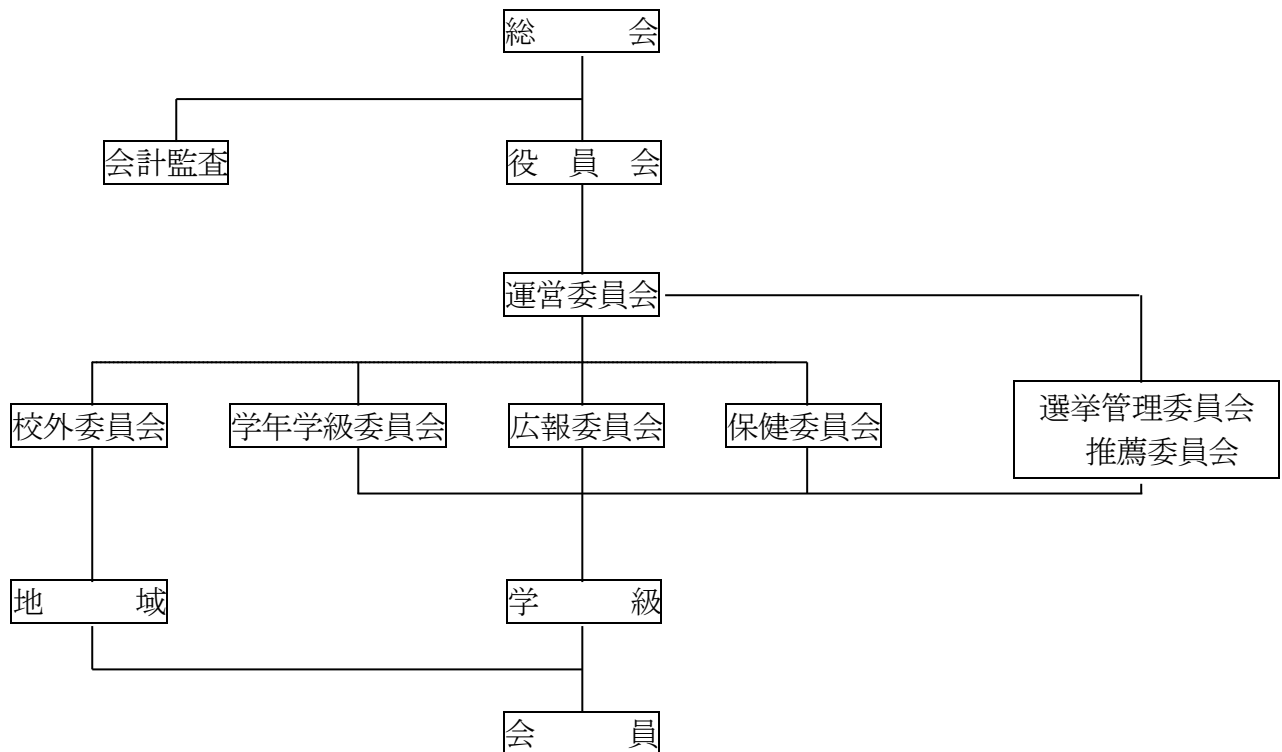 総　　　会
会計監査
役　員　会
運営委員会
校外委員会
学年学級委員会
広報委員会
保健委員会
選挙管理委員会
推薦委員会
地　　　域
学　　　級
会　　　員